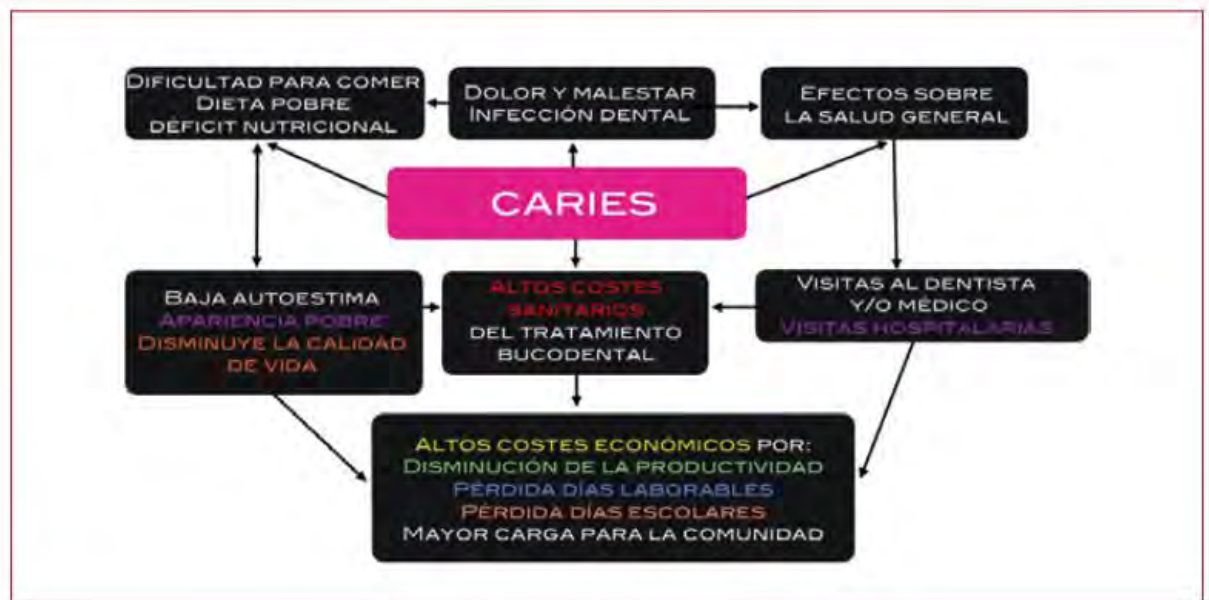 DIFICULTAD PARA COMER
DIETA POBRE
DÉFICIT NUTRICIONAL
DOLOR Y MALESTAR
INFECCIÓN DENTAL
EFECTOS SOBRE
LA SALUD GENERAL
CARIES
BAJA AUTOESTIMA
APARIENCIA POBRE
DISMINUYE LA CALIDAD
DE VIDA
ALTOS COSTES
SANITARIOS
DEL TRATAMIENTO
BUCODENTAL
VISITAS AL DENTISTA
Y/O MÉDICO
VISITAS HOSPITALARIAS
ALTOS COSTES ECONÓMICOS POR:
DISMINUCIÓN DE LA PRODUCTIVIDAD
PÉRDIDA DÍAS LABORABLES
PÉRDIDA DÍAS ESCOLARES
MAYOR CARGA PARA LA COMUNIDAD